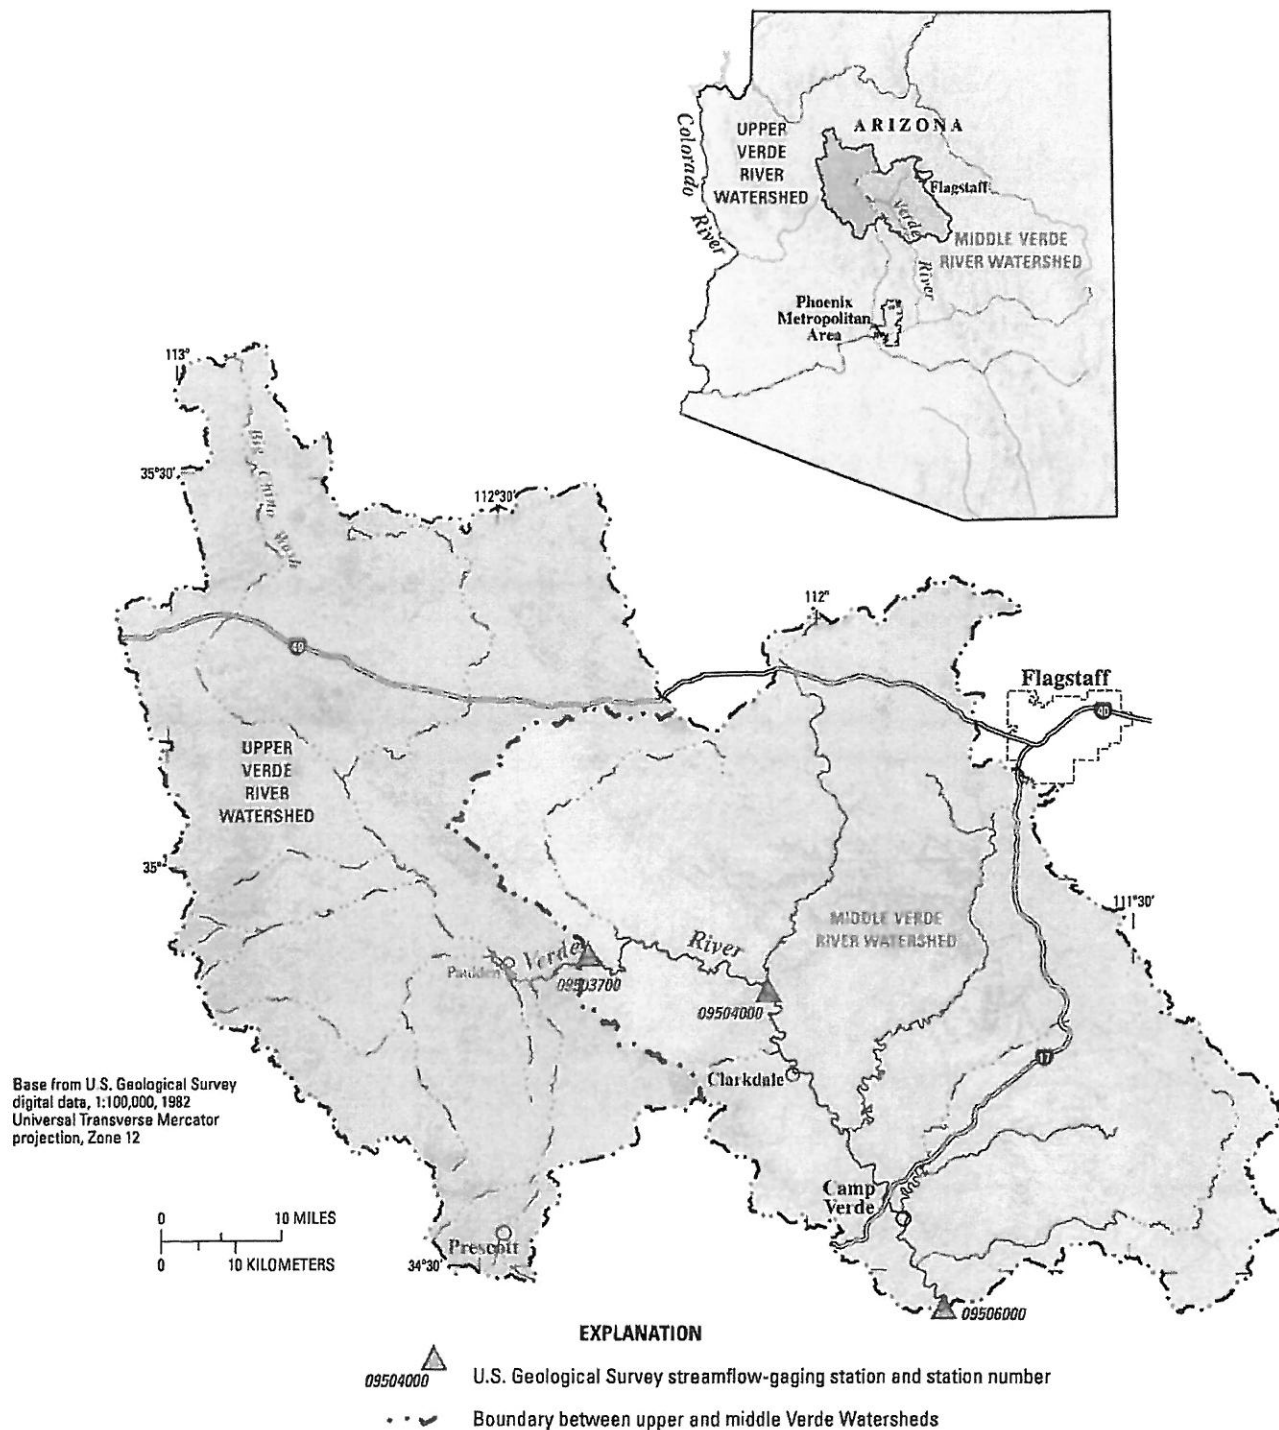 ARIZONA
UPPER
VERDE
RIVER
WATERSHED
Colorado River
Flagstaff
Verde River
MIDDLE VERDE
RIVER WATERSHED
Phoenix
Metropolitan
Area
113°
35°30'
Big Chino Wash
112°30'
112°
40
Flagstaff
40
UPPER
VERDE
RIVER
WATERSHED
35°
111°30'
MIDDLE VERDE
RIVER WATERSHED
Verde River
Paulden
09503700
09504000
17
Clarkdale
Base from U.S. Geological Survey
digital data, 1:100,000, 1982
Universal Transverse Mercator
projection, Zone 12
Camp
Verde
0 10 MILES
0 10 KILOMETERS
Prescott
34°30'
09506000
EXPLANATION
09504000 U.S. Geological Survey streamflow-gaging station and station number
Boundary between upper and middle Verde Watersheds